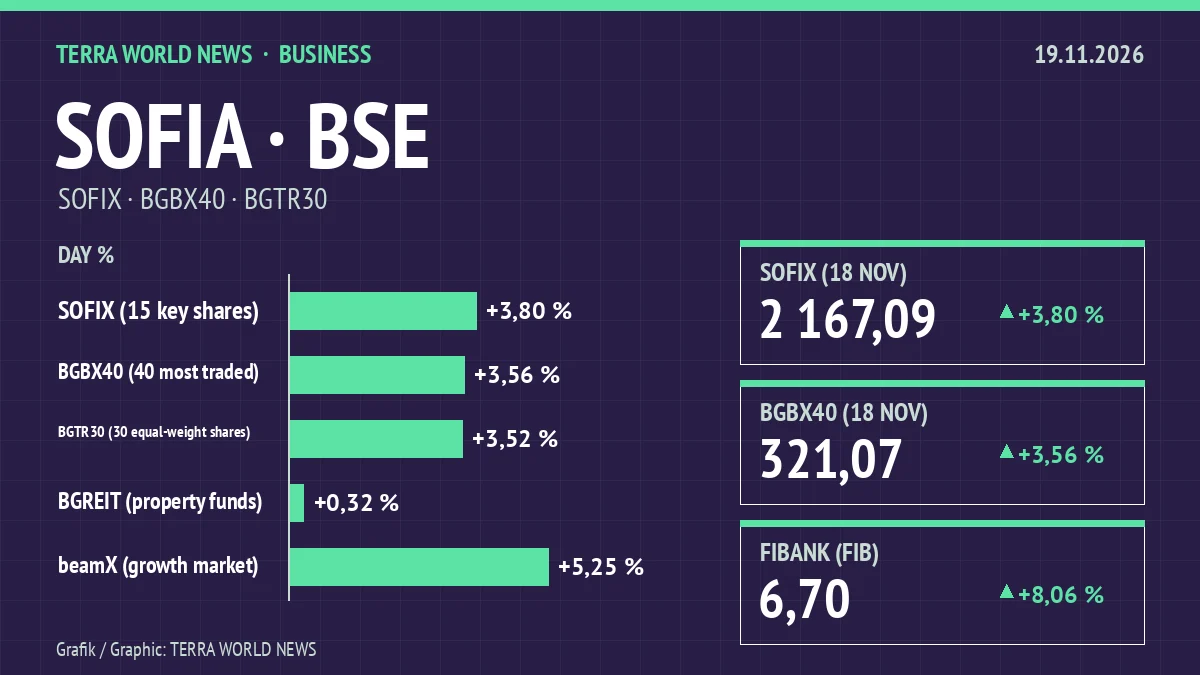 TERRA WORLD NEWS · BUSINESS
19.11.2026
SOFIA · BSE
SOFIX · BGBX40 · BGTR30
DAY %
SOFIX (15 key shares) +3,80 %
BGBX40 (40 most traded) +3,56 %
BGTR30 (30 equal-weight shares) +3,52 %
BGREIT (property funds) +0,32 %
beamX (growth market) +5,25 %
SOFIX (18 NOV)
2 167,09 ▲+3,80 %
BGBX40 (18 NOV)
321,07 ▲+3,56 %
FIBANK (FIB)
6,70 ▲+8,06 %
Grafik / Graphic: TERRA WORLD NEWS